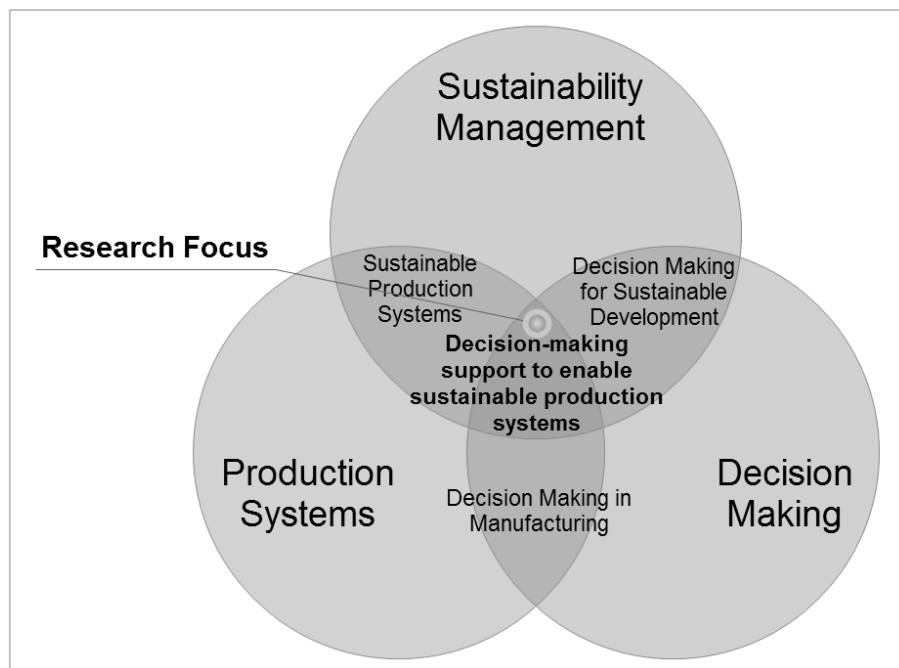 Sustainability
Management
Research Focus
Sustainable
Production
Systems
Decision Making
for Sustainable
Development
Decision-making
support to enable
sustainable production
systems
Production
Systems
Decision Making in
Manufacturing
Decision
Making